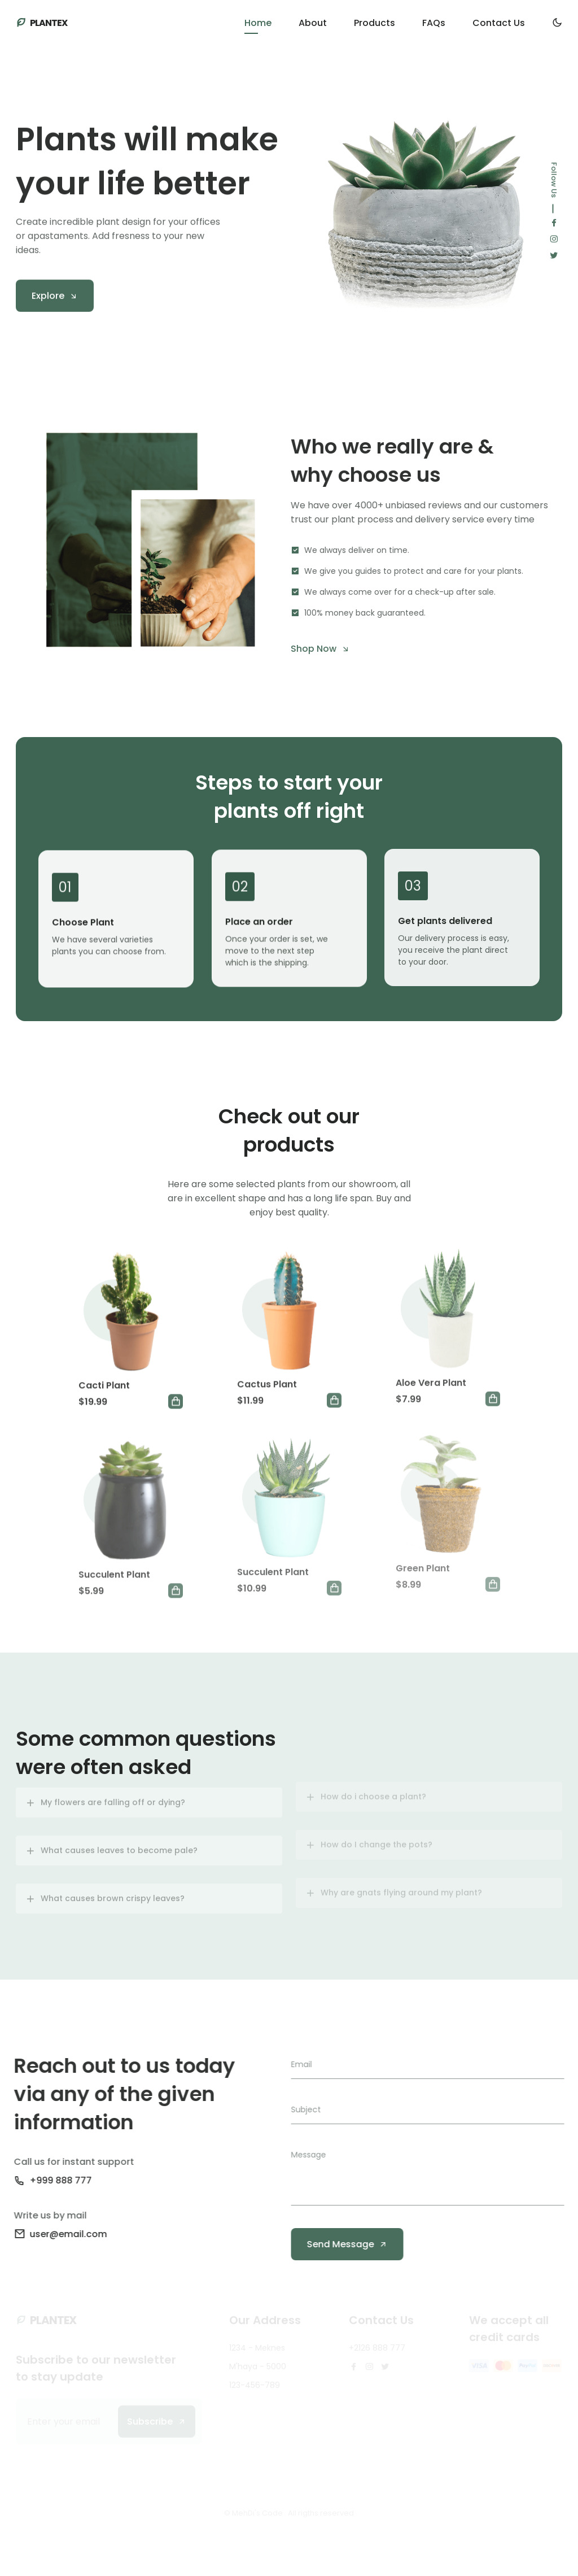 PLANTEX
Home
About
Products
FAQs
Contact Us
Plants will make
your life better
Create incredible plant design for your offices
or apastaments. Add fresness to your new
ideas.
Explore
Follow Us
Who we really are &
why choose us
We have over 4000+ unbiased reviews and our customers
trust our plant process and delivery service every time
We always deliver on time.
We give you guides to protect and care for your plants.
We always come over for a check-up after sale.
100% money back guaranteed.
Shop Now
Steps to start your
plants off right
01
Choose Plant
We have several varieties
plants you can choose from.
02
Place an order
Once your order is set, we
move to the next step
which is the shipping.
03
Get plants delivered
Our delivery process is easy,
you receive the plant direct
to your door.
Check out our
products
Here are some selected plants from our showroom, all
are in excellent shape and has a long life span. Buy and
enjoy best quality.
Cacti Plant
$19.99
Cactus Plant
$11.99
Aloe Vera Plant
$7.99
Succulent Plant
$5.99
Succulent Plant
$10.99
Green Plant
$8.99
Some common questions
were often asked
My flowers are falling off or dying?
What causes leaves to become pale?
What causes brown crispy leaves?
How do i choose a plant?
How do I change the pots?
Why are gnats flying around my plant?
Reach out to us today
via any of the given
information
Call us for instant support
+999 888 777
Write us by mail
user@email.com
Email
Subject
Message
Send Message
PLANTEX
Subscribe to our newsletter
to stay update
Enter your email
Subscribe
Our Address
Contact Us
We accept all
credit cards
VISA